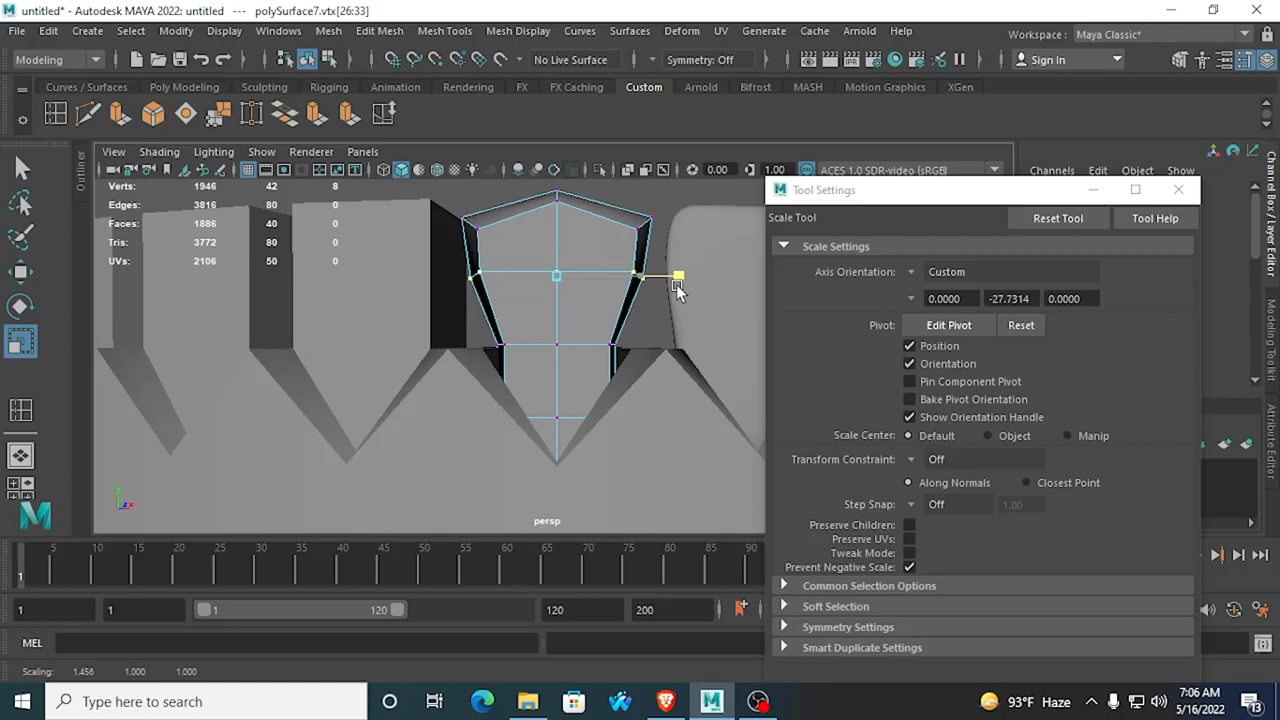 untitled* - Autodesk MAYA 2022: untitled --- polySurface7.vtx[26:33]
File Edit Create Select Modify Display Windows Mesh Edit Mesh Mesh Tools Mesh Display Curves Surfaces Deform UV Generate Cache Arnold Help
Workspace : Maya Classic*
Modeling No Live Surface Symmetry: Off Sign In
Curves / Surfaces Poly Modeling Sculpting Rigging Animation Rendering FX FX Caching Custom Arnold Bifrost MASH Motion Graphics XGen
View Shading Lighting Show Renderer Panels
Channels Edit Object Show
0.00 1.00 ACES 1.0 SDR-video (sRGB)
Verts: 1946 42 8
Edges: 3816 80 0
Faces: 1886 40 0
Tris: 3772 80 0
UVs: 2106 50 0
Outliner
persp
Tool Settings
Scale Tool Reset Tool Tool Help
Scale Settings
Axis Orientation: Custom
0.0000 -27.7314 0.0000
Pivot: Edit Pivot Reset
Position
Orientation
Pin Component Pivot
Bake Pivot Orientation
Show Orientation Handle
Scale Center: Default Object Manip
Transform Constraint: Off
Along Normals Closest Point
Step Snap: Off 1.00
Preserve Children:
Preserve UVs:
Tweak Mode:
Prevent Negative Scale:
Common Selection Options
Soft Selection
Symmetry Settings
Smart Duplicate Settings
Channel Box / Layer Editor
Modeling Toolkit
Attribute Editor
5 10 15 20 25 30 35 40 45 50 55 60 65 70 75 80 85 90
1
1 1 1 120 120 200
MEL
Scaling: 1.456 1.000 1.000
Type here to search
93°F Haze
7:06 AM
5/16/2022
13